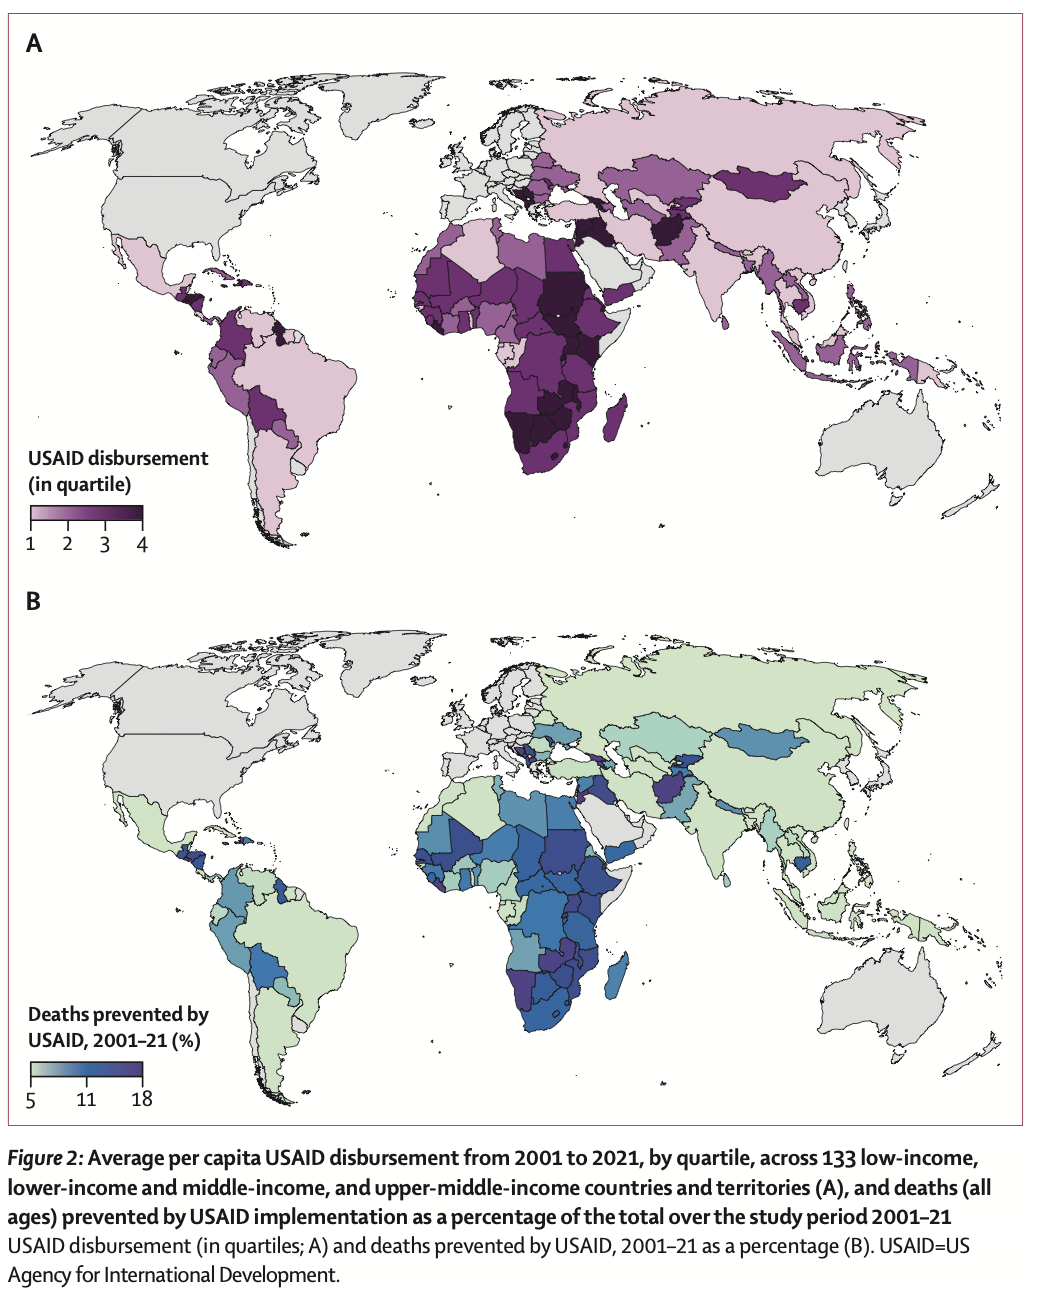 A
USAID disbursement
(in quartile)
1 2 3 4
B
Deaths prevented by
USAID, 2001–21 (%)
5 11 18
Figure 2: Average per capita USAID disbursement from 2001 to 2021, by quartile, across 133 low-income,
lower-income and middle-income, and upper-middle-income countries and territories (A), and deaths (all
ages) prevented by USAID implementation as a percentage of the total over the study period 2001–21
USAID disbursement (in quartiles; A) and deaths prevented by USAID, 2001–21 as a percentage (B). USAID=US
Agency for International Development.